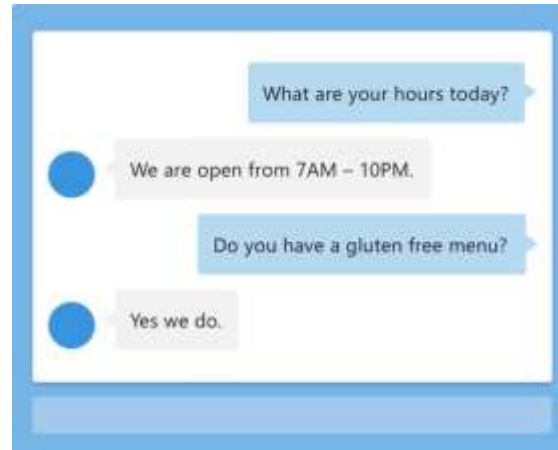 What are your hours today?
We are open from 7AM – 10PM.
Do you have a gluten free menu?
Yes we do.